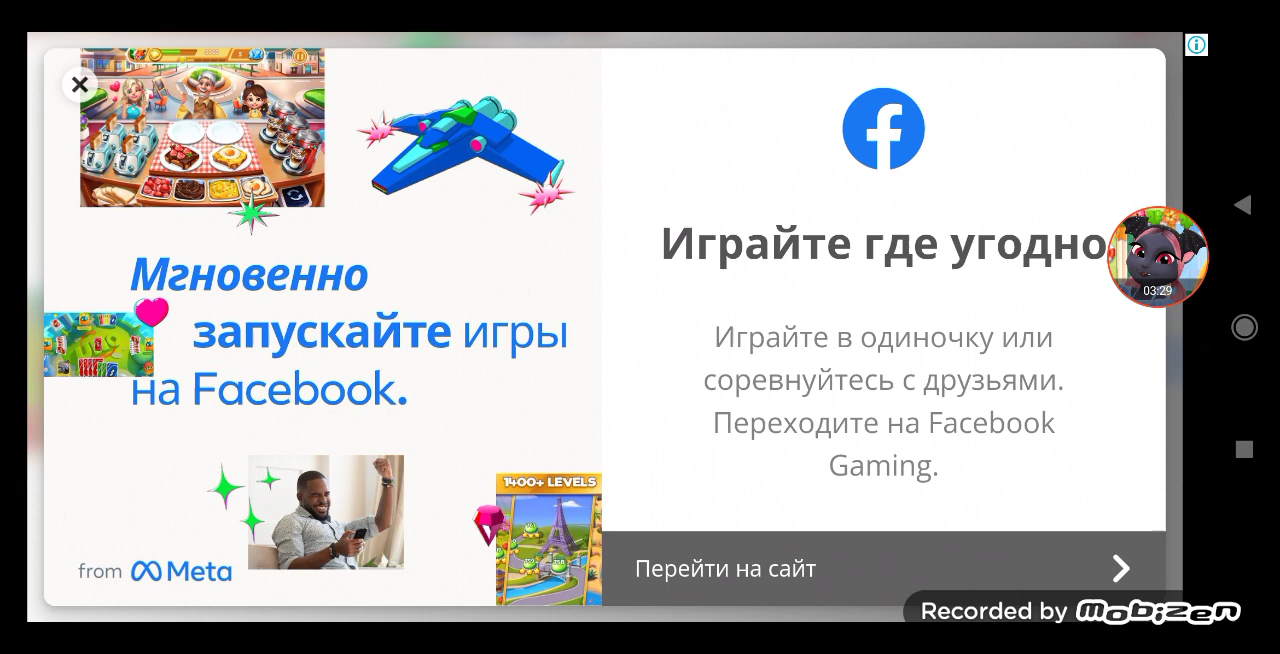 Мгновенно
запускайте игры
на Facebook.
1400+ LEVELS
from Meta
Играйте где угодно
03:29
Играйте в одиночку или
соревнуйтесь с друзьями.
Переходите на Facebook
Gaming.
Перейти на сайт
Recorded by mobizen